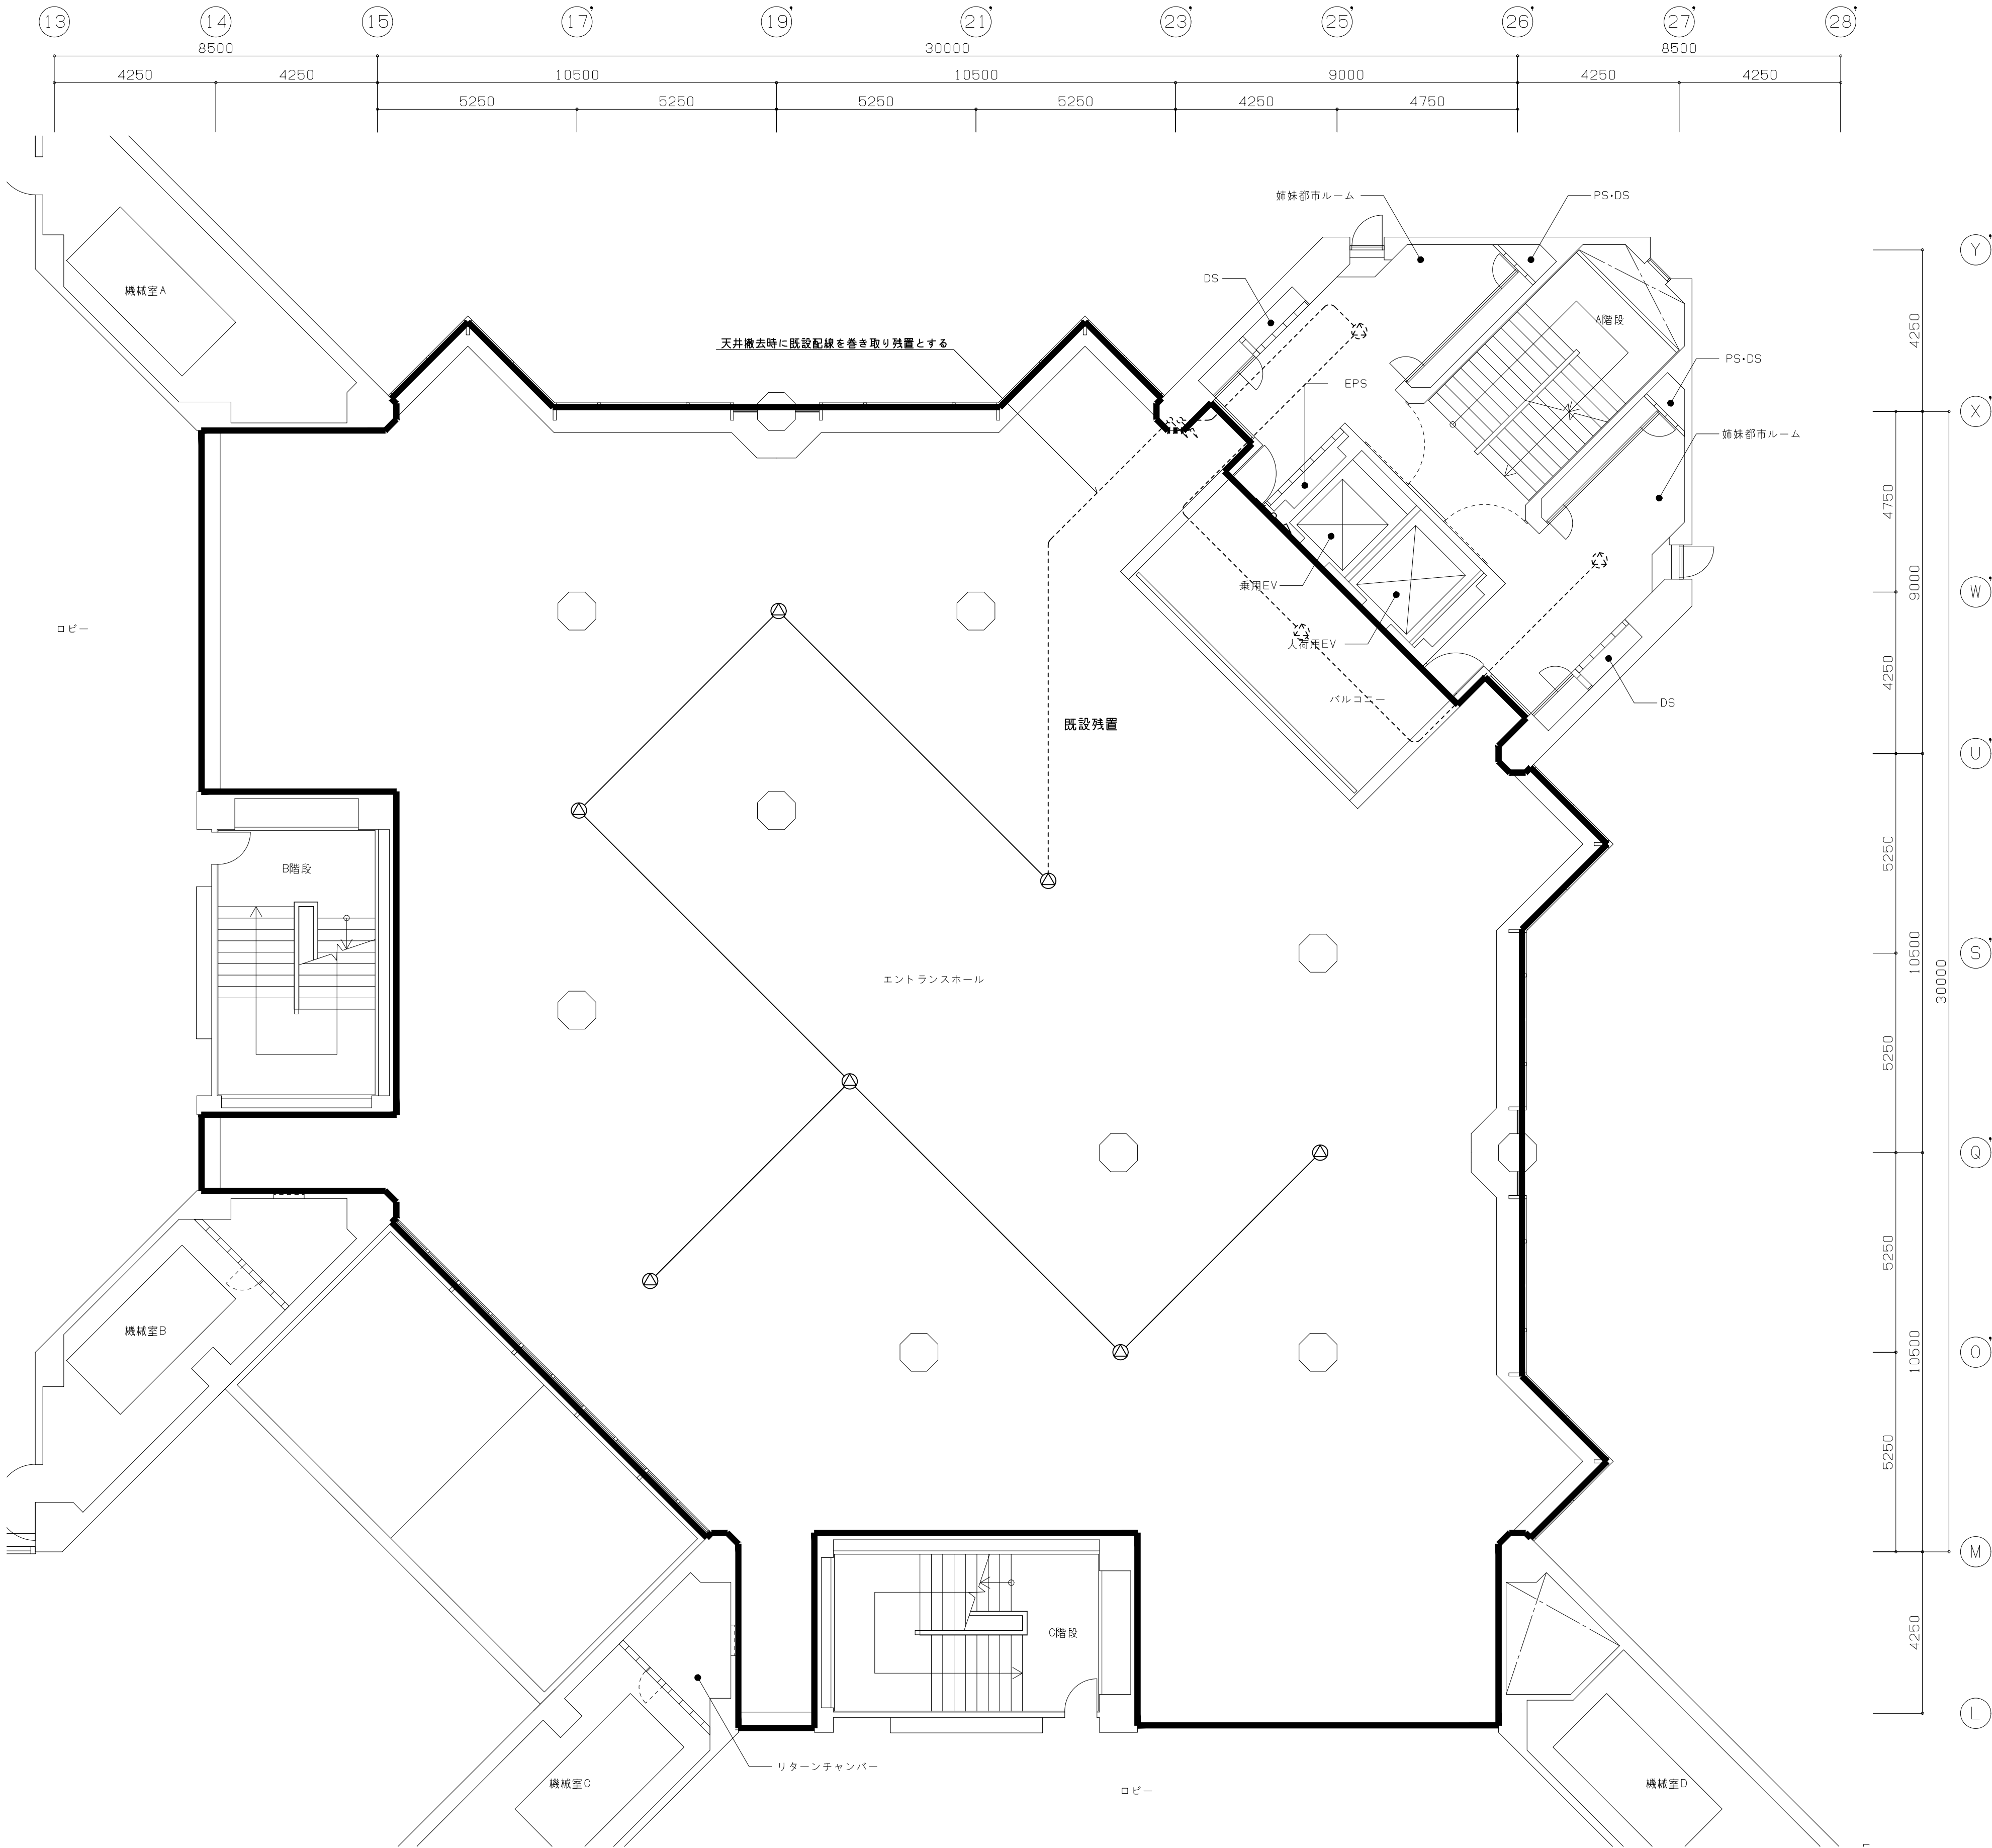 13 14 15 17' 19' 21' 23' 25' 26' 27' 28'
8500 30000 8500
4250 4250 10500 10500 9000 4250 4250
5250 5250 5250 5250 4250 4750
姉妹都市ルーム
PS・DS
Y'
DS
機械室A
A階段
4250
天井撤去時に既設配線を巻き取り残置とする
PS・DS
EPS
X'
姉妹都市ルーム
4750
9000
乗用EV
W'
ロビー
人荷用EV
4250
バルコニー
DS
既設残置
U'
B階段
5250
10500
S'
エントランスホール
30000
5250
Q'
5250
機械室B
10500
O'
5250
M
C階段
4250
L
リターンチャンバー
機械室C
ロビー
機械室D